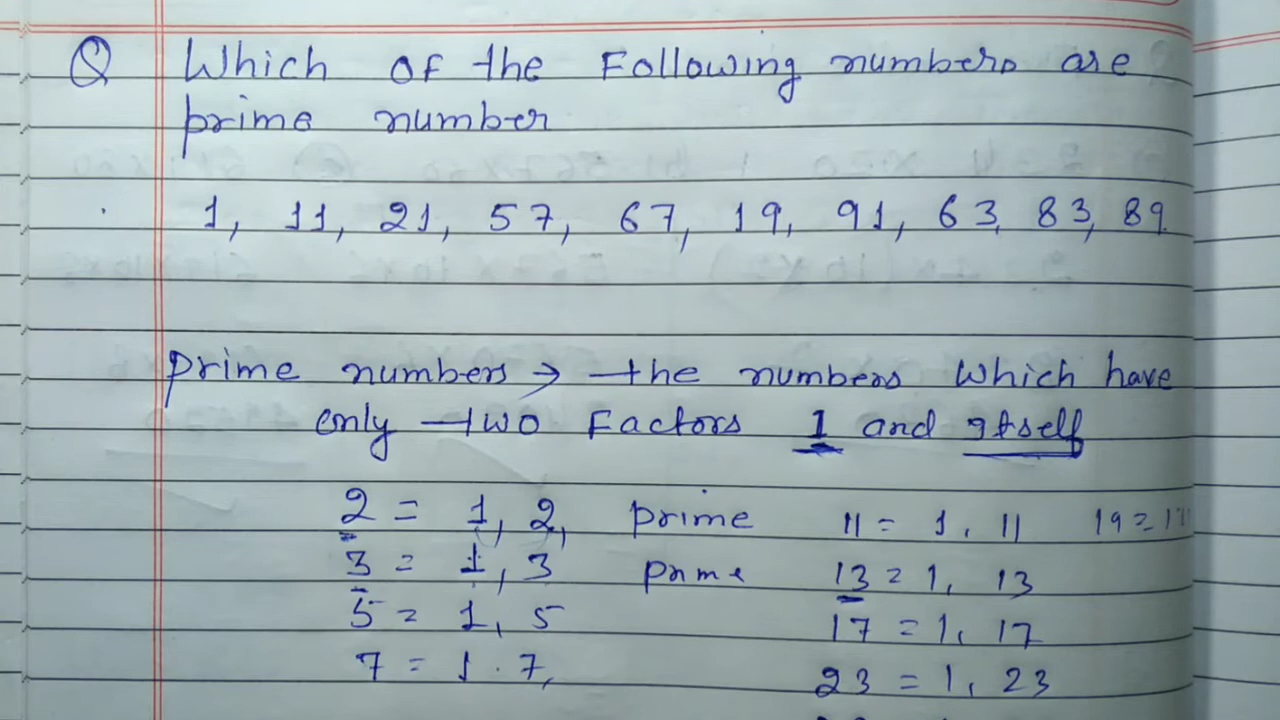 Q Which of the Following numbers are
prime number
1, 11, 21, 57, 67, 19, 91, 63, 83, 89
prime numbers → the numbers which have
only two Factors 1 and itself
2 = 1, 2, prime 11 = 1, 11 19 = 1
3 = 1, 3 prime 13 = 1, 13
5 = 1, 5 17 = 1, 17
7 = 1. 7, 23 = 1, 23